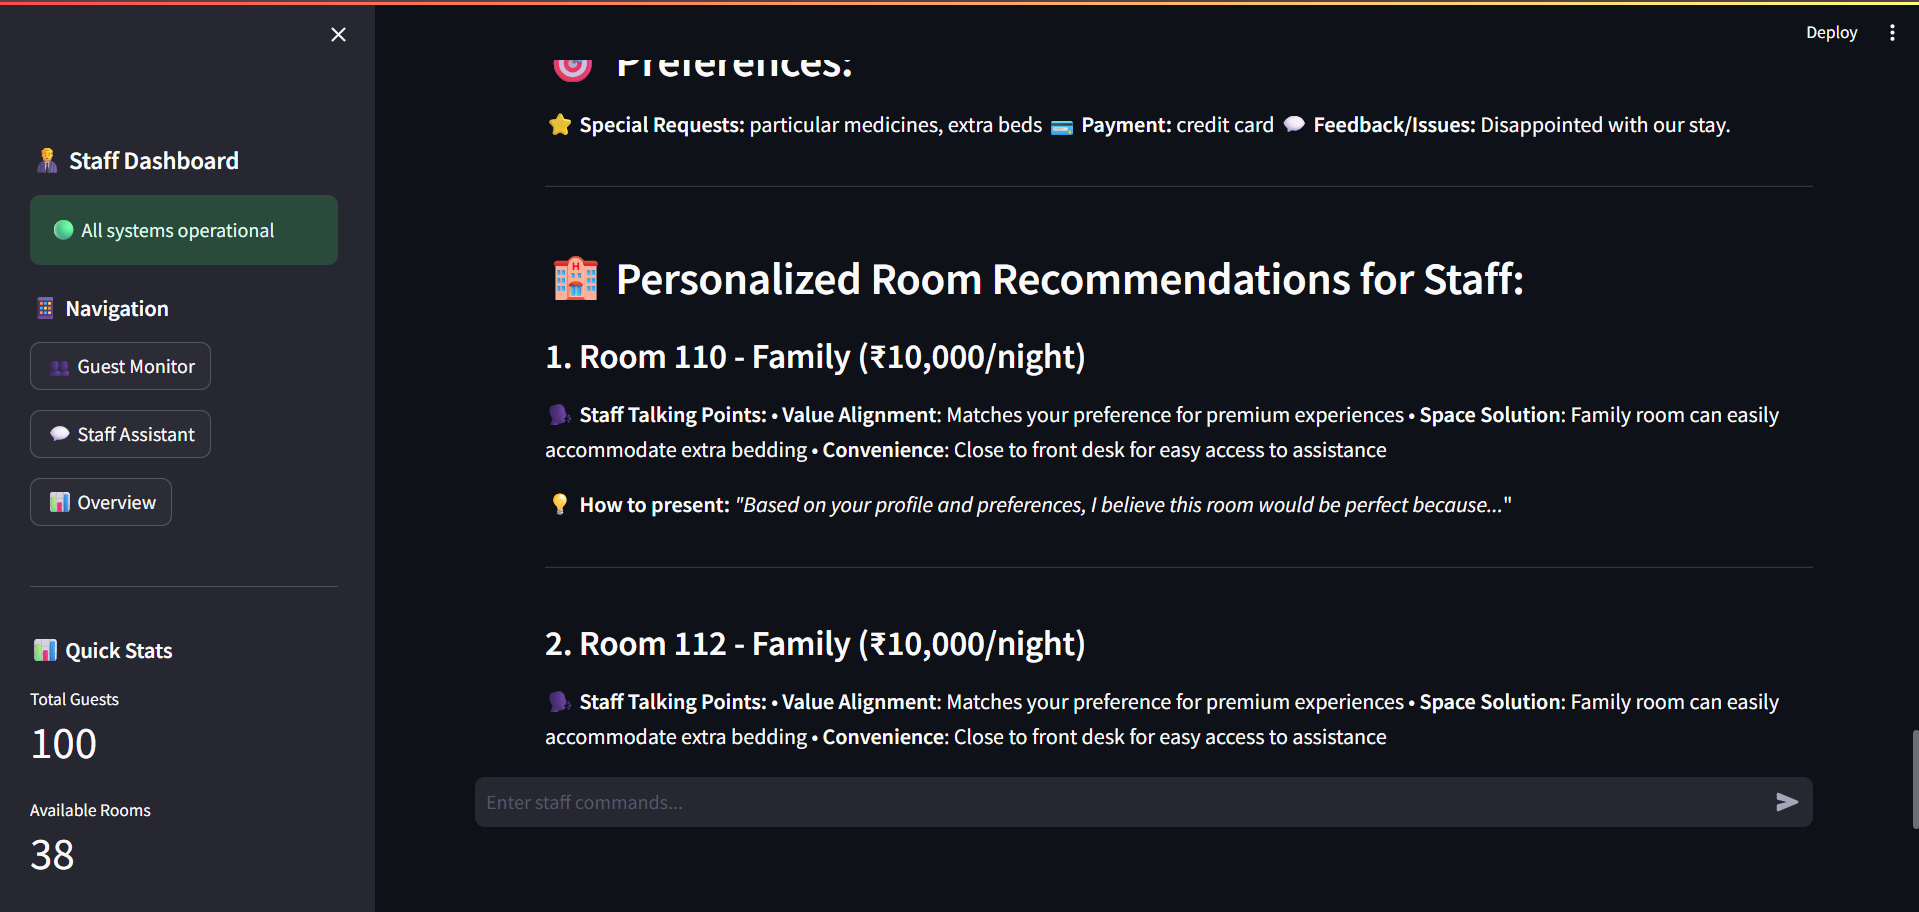 Deploy
Staff Dashboard
All systems operational
Navigation
Guest Monitor
Staff Assistant
Overview
Quick Stats
Total Guests
100
Available Rooms
38
Preferences:
Special Requests: particular medicines, extra beds Payment: credit card Feedback/Issues: Disappointed with our stay.
Personalized Room Recommendations for Staff:
1. Room 110 - Family (₹10,000/night)
Staff Talking Points: • Value Alignment: Matches your preference for premium experiences • Space Solution: Family room can easily
accommodate extra bedding • Convenience: Close to front desk for easy access to assistance
How to present: "Based on your profile and preferences, I believe this room would be perfect because..."
2. Room 112 - Family (₹10,000/night)
Staff Talking Points: • Value Alignment: Matches your preference for premium experiences • Space Solution: Family room can easily
accommodate extra bedding • Convenience: Close to front desk for easy access to assistance
Enter staff commands...